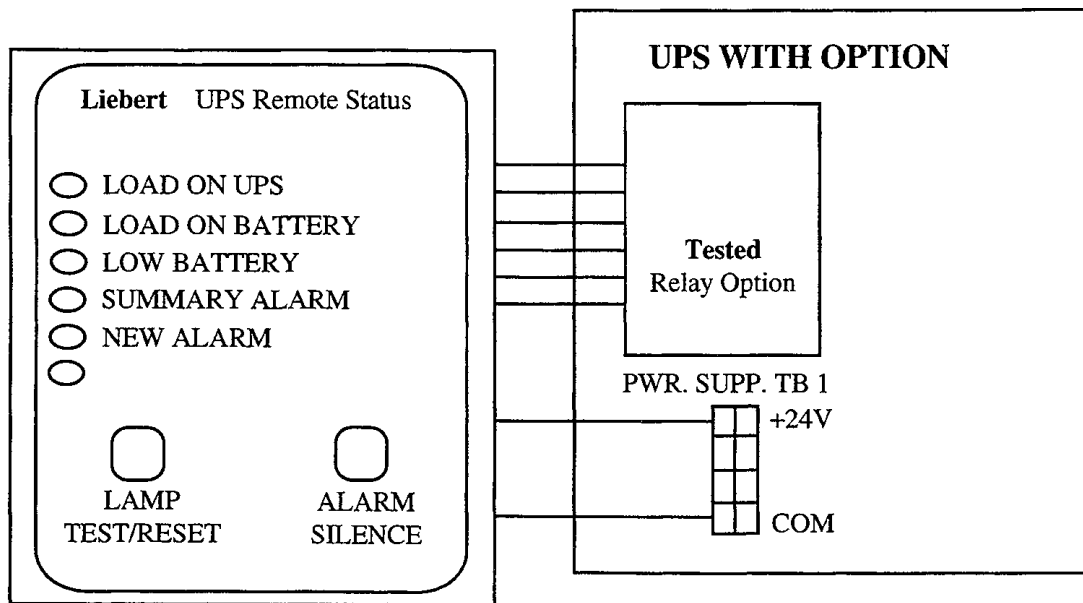 Liebert UPS Remote Status
LOAD ON UPS
LOAD ON BATTERY
LOW BATTERY
SUMMARY ALARM
NEW ALARM
LAMP
TEST/RESET
ALARM
SILENCE
UPS WITH OPTION
Tested
Relay Option
PWR. SUPP. TB 1
+24V
COM